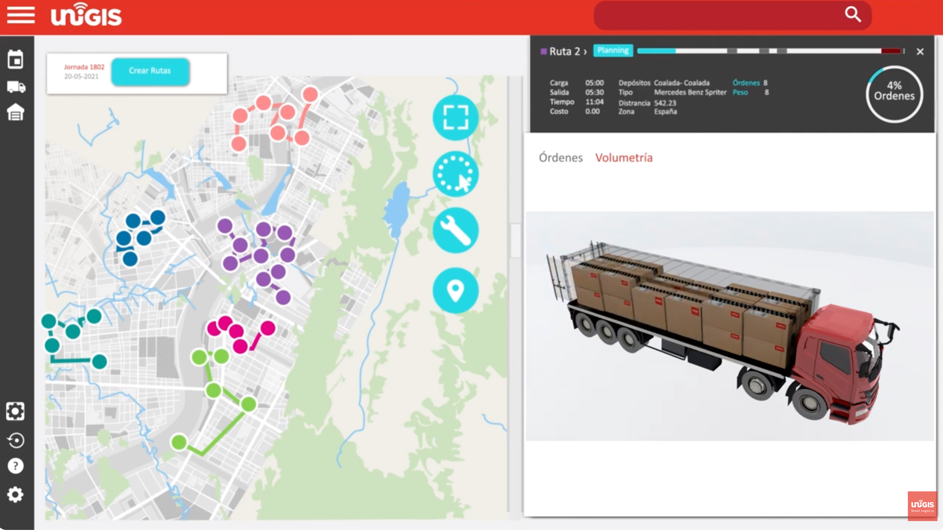 UNIGIS
Jornada 1802
20-05-2021
Crear Rutas
Ruta 2 › Planning
Carga 05:00 Depósitos Coalada- Coalada Órdenes 8
Salida 05:30 Tipo Mercedes Benz Spriter Peso 8
Tiempo 11:04 Distancia 542.23
Costo 0.00 Zona España
4%
Ordenes
Órdenes Volumetría
?
UNIGIS